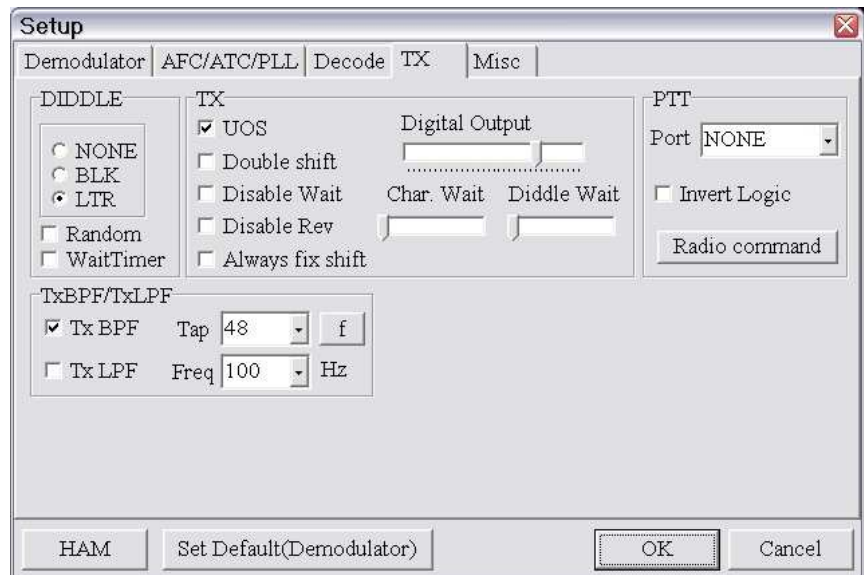 Setup
Demodulator AFC/ATC/PLL Decode TX Misc
DIDDLE
NONE
BLK
LTR
Random
WaitTimer
TX
UOS
Double shift
Disable Wait
Disable Rev
Always fix shift
Digital Output
Char. Wait Diddle Wait
PTT
Port NONE
Invert Logic
Radio command
TxBPF/TxLPF
Tx BPF Tap 48 f
Tx LPF Freq 100 Hz
HAM Set Default(Demodulator) OK Cancel